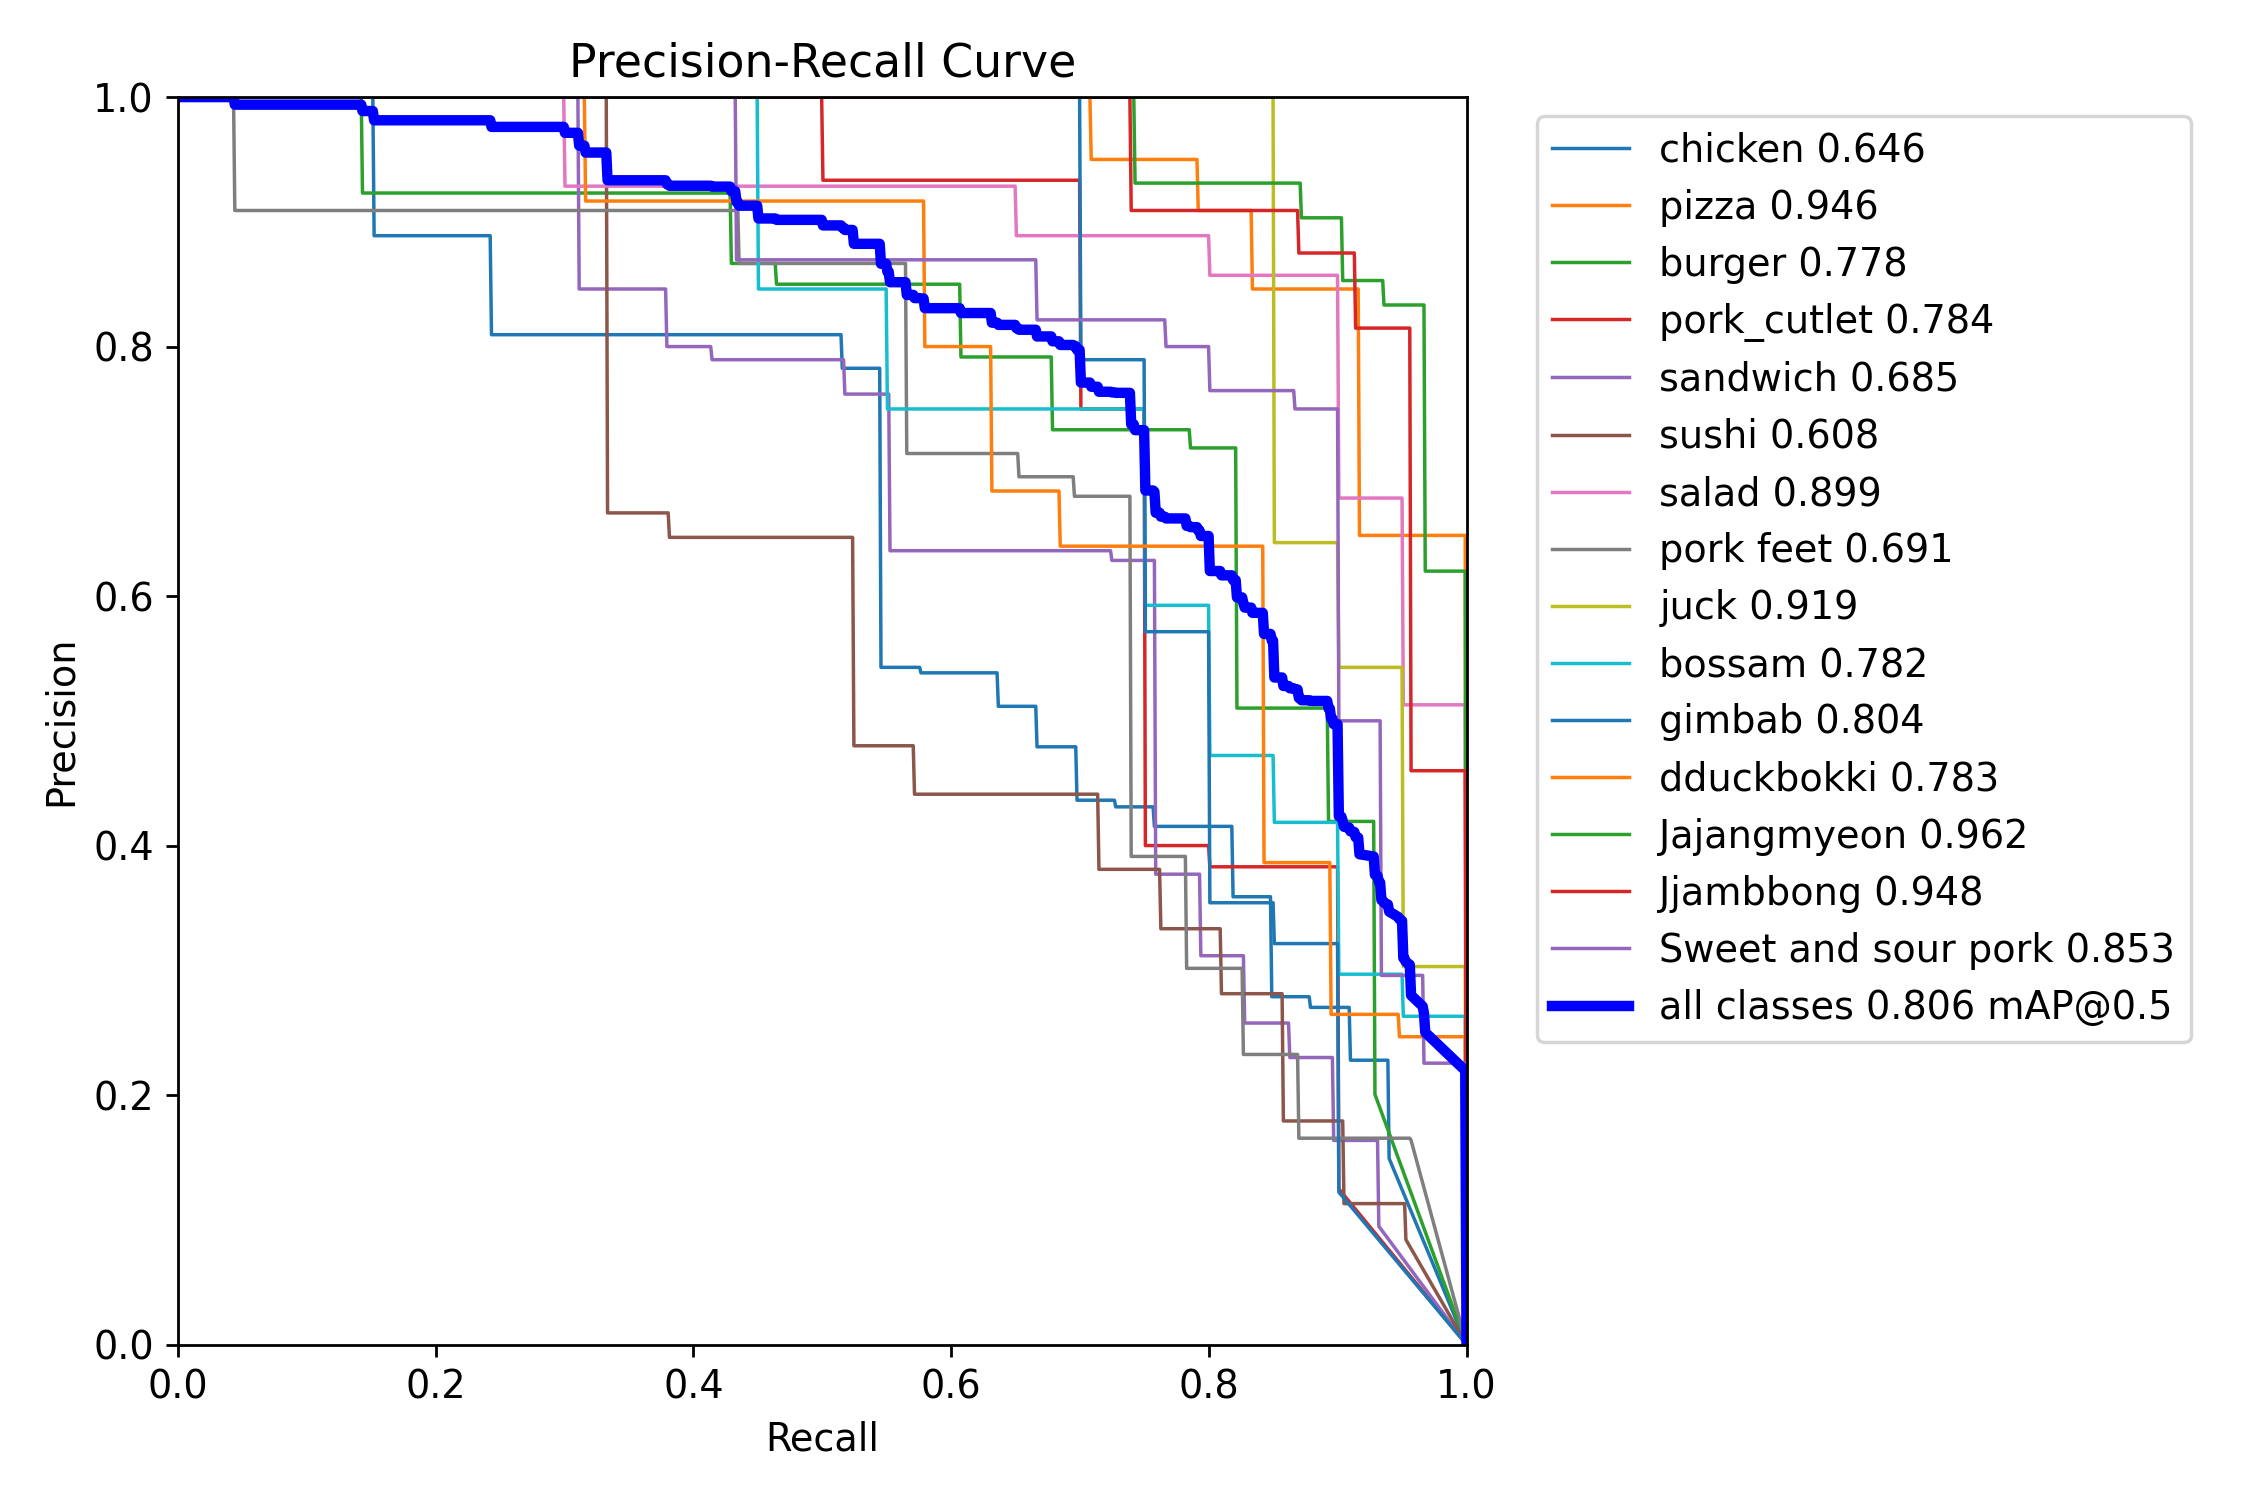 Precision-Recall Curve
1.0
0.8
0.6
0.4
0.2
0.0
Precision
0.0 0.2 0.4 0.6 0.8 1.0
Recall
chicken 0.646
pizza 0.946
burger 0.778
pork_cutlet 0.784
sandwich 0.685
sushi 0.608
salad 0.899
pork feet 0.691
juck 0.919
bossam 0.782
gimbab 0.804
dduckbokki 0.783
Jajangmyeon 0.962
Jjambbong 0.948
Sweet and sour pork 0.853
all classes 0.806 mAP@0.5